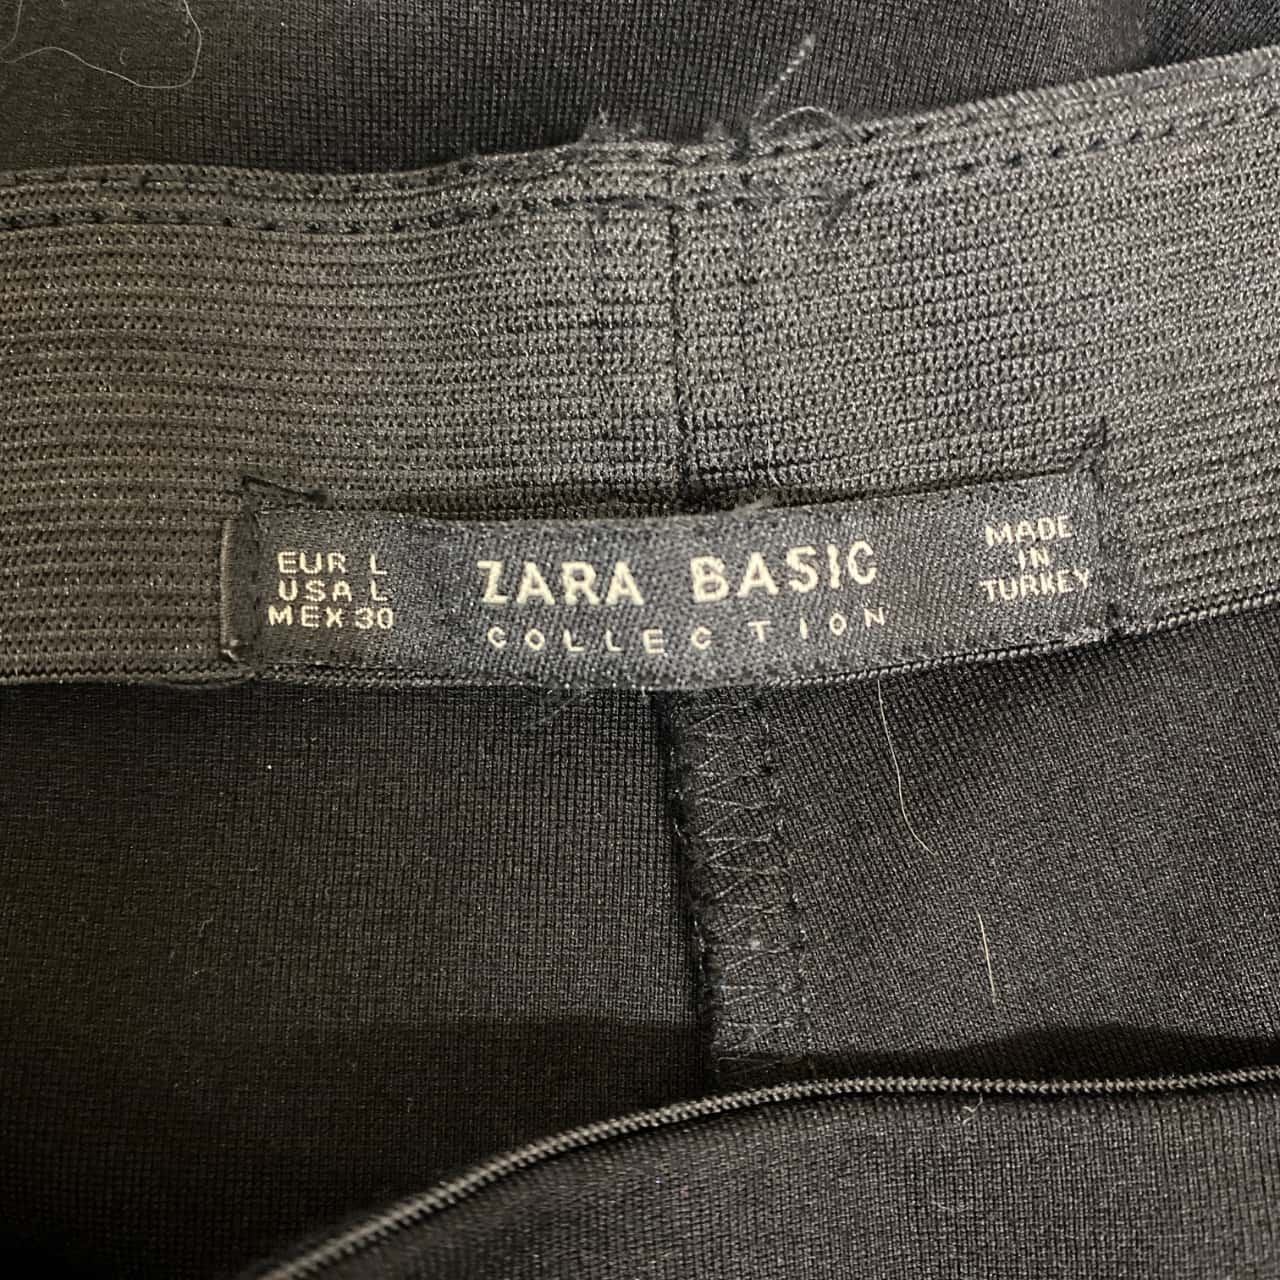 EUR L
USA L
MEX 30
ZARA BASIC
COLLECTION
MADE
IN
TURKEY